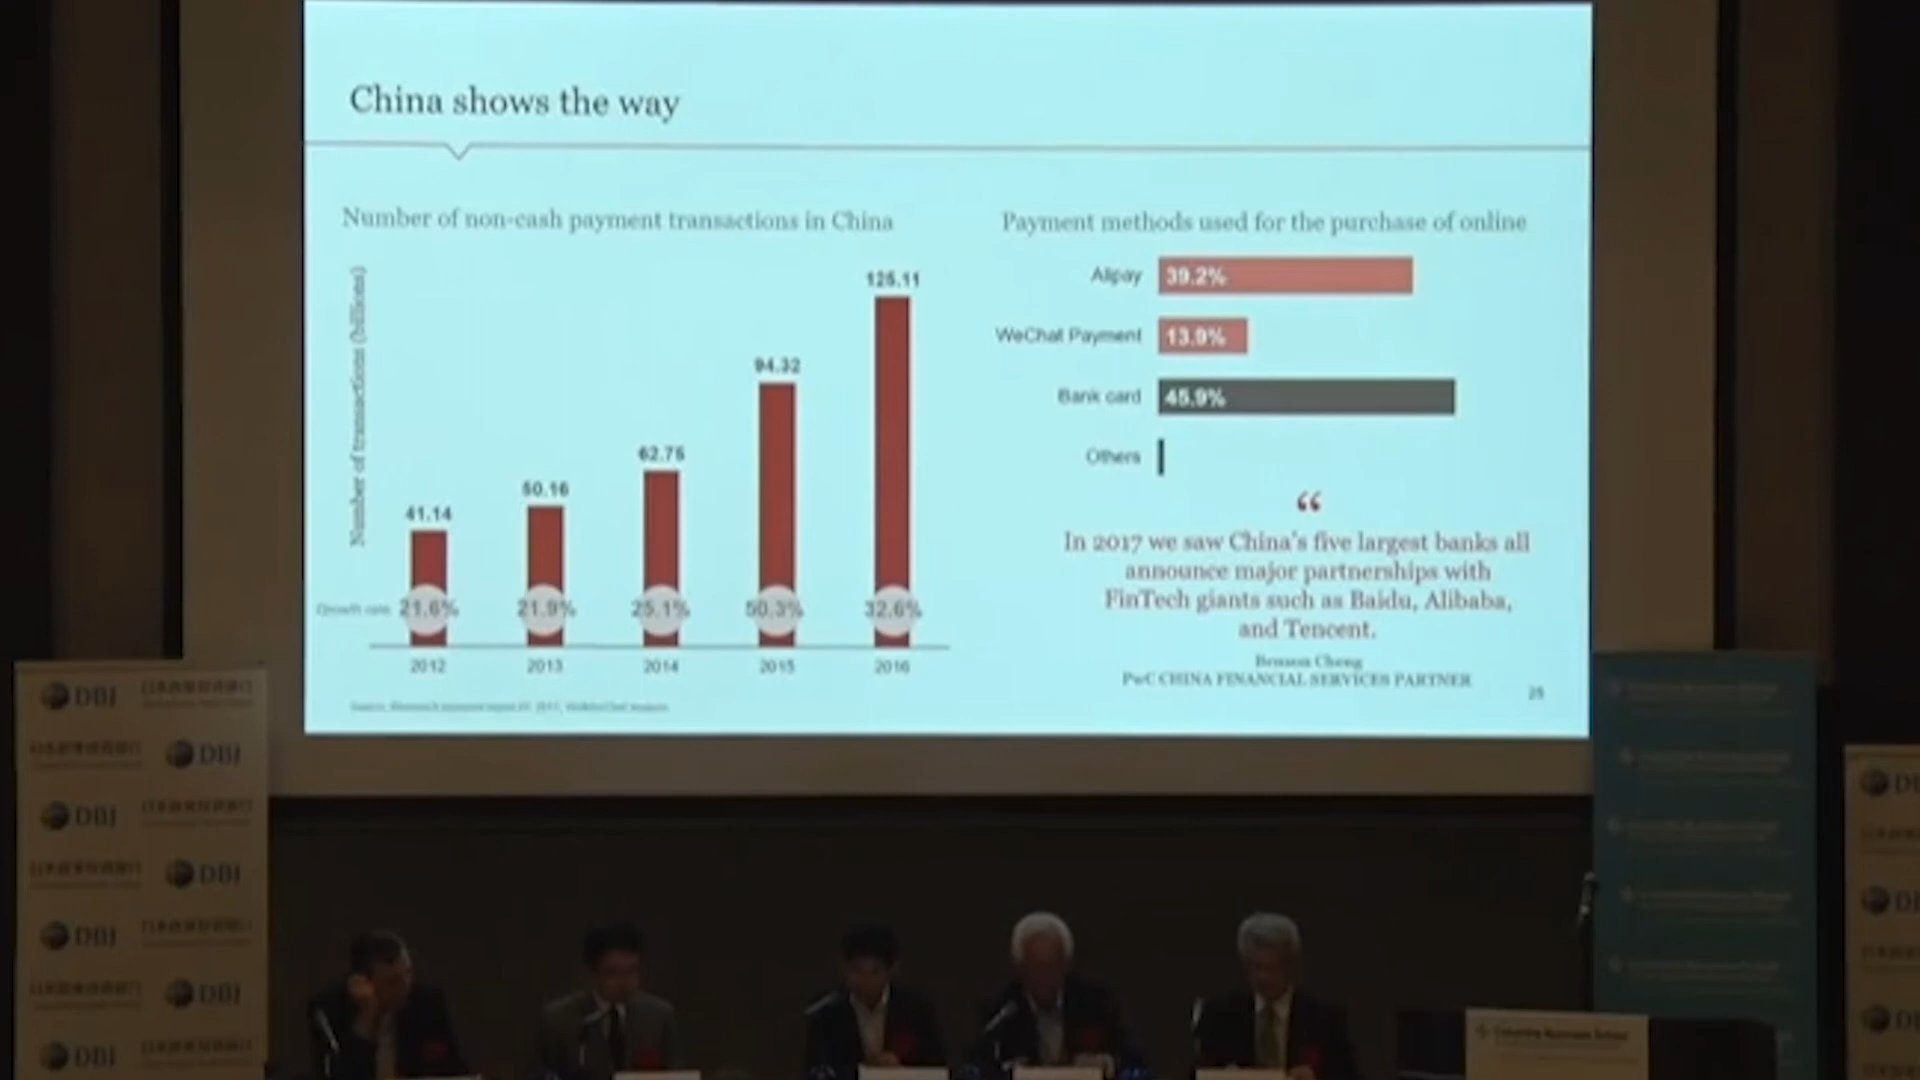 China shows the way
Number of non-cash payment transactions in China
Number of transactions (billions)
125.11
94.32
62.75
50.16
41.14
Growth rate 21.6% 21.9% 25.1% 50.3% 32.6%
2012 2013 2014 2015 2016
Payment methods used for the purchase of online
Alipay 39.2%
WeChat Payment 13.9%
Bank card 45.9%
Others
“
In 2017 we saw China's five largest banks all
announce major partnerships with
FinTech giants such as Baidu, Alibaba,
and Tencent.
PwC CHINA FINANCIAL SERVICES PARTNER
DBJ
DBJ
DBJ
DBJ
DBJ
DBJ
DBJ
Columbia Business School